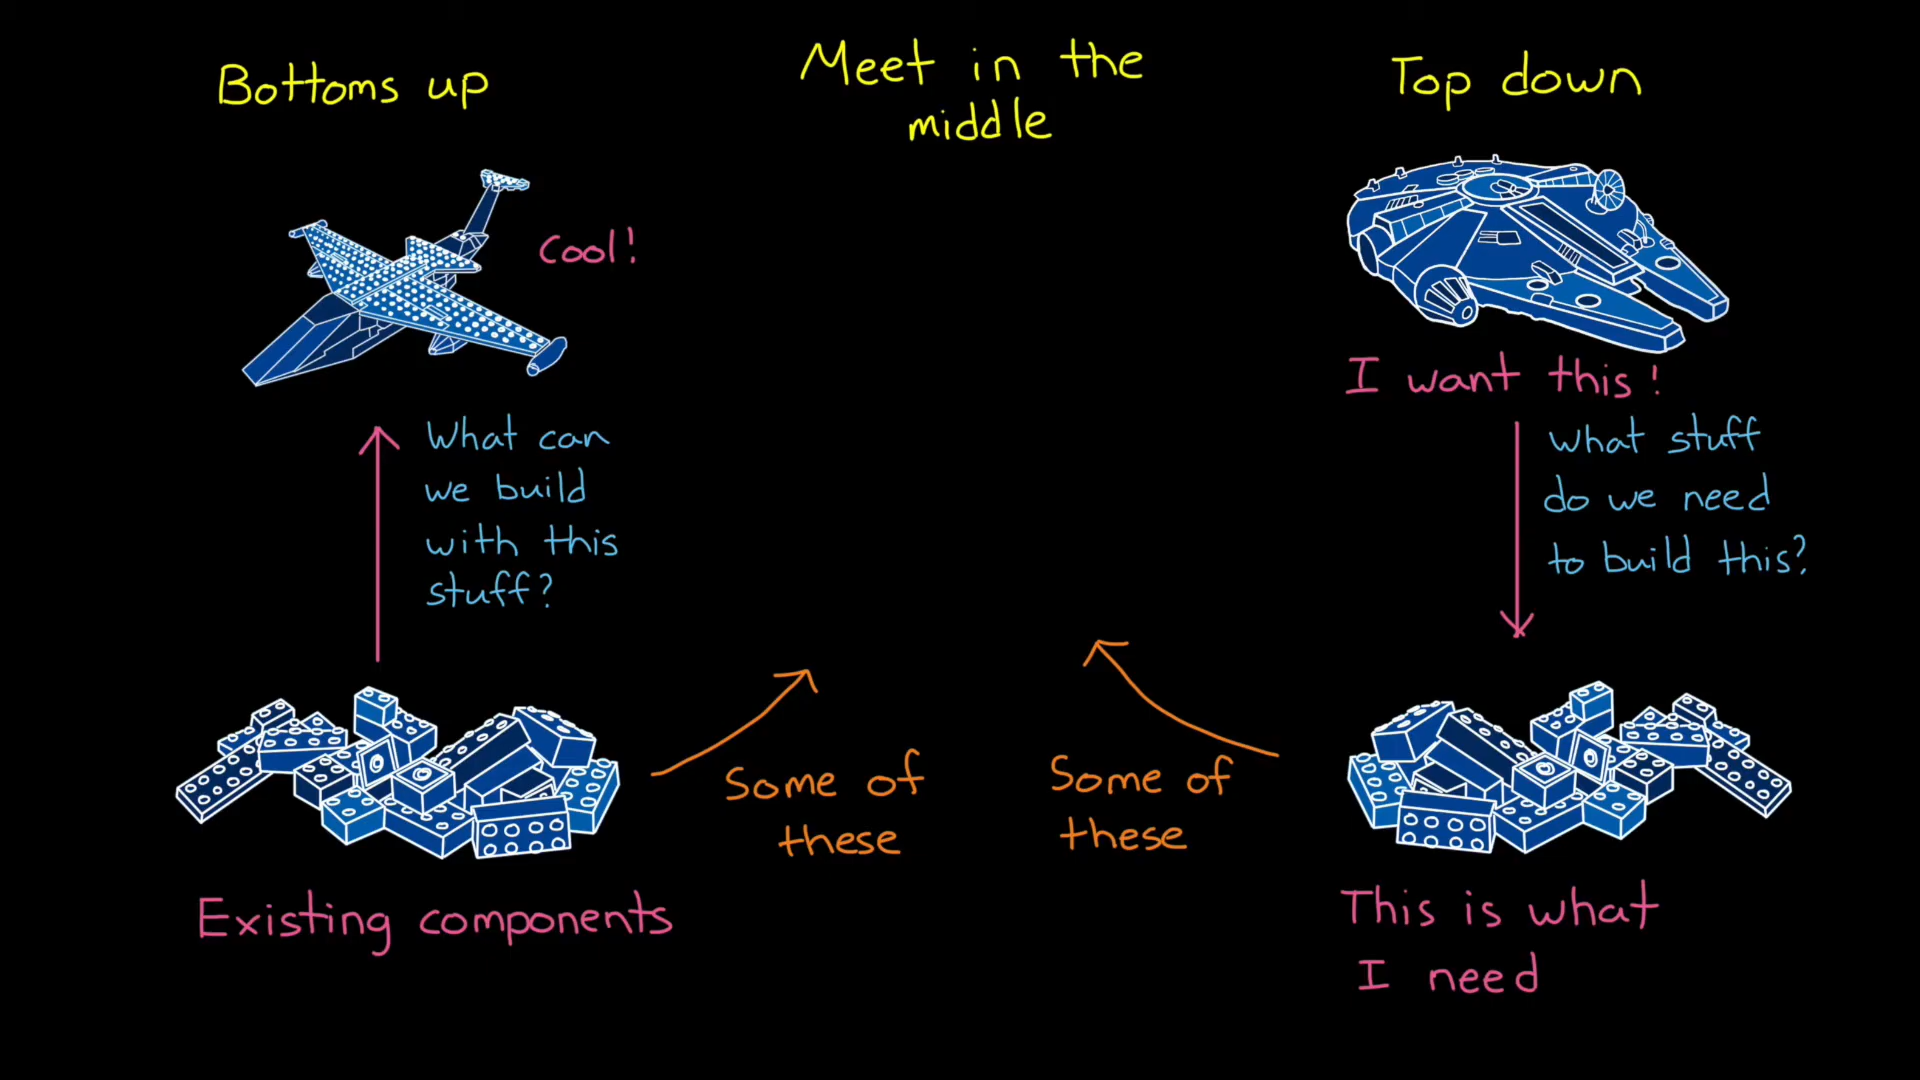 Bottoms up
Cool!
What can
we build
with this
stuff?
Existing components
Meet in the
middle
Some of
these
Some of
these
Top down
I want this!
What stuff
do we need
to build this?
This is what
I need